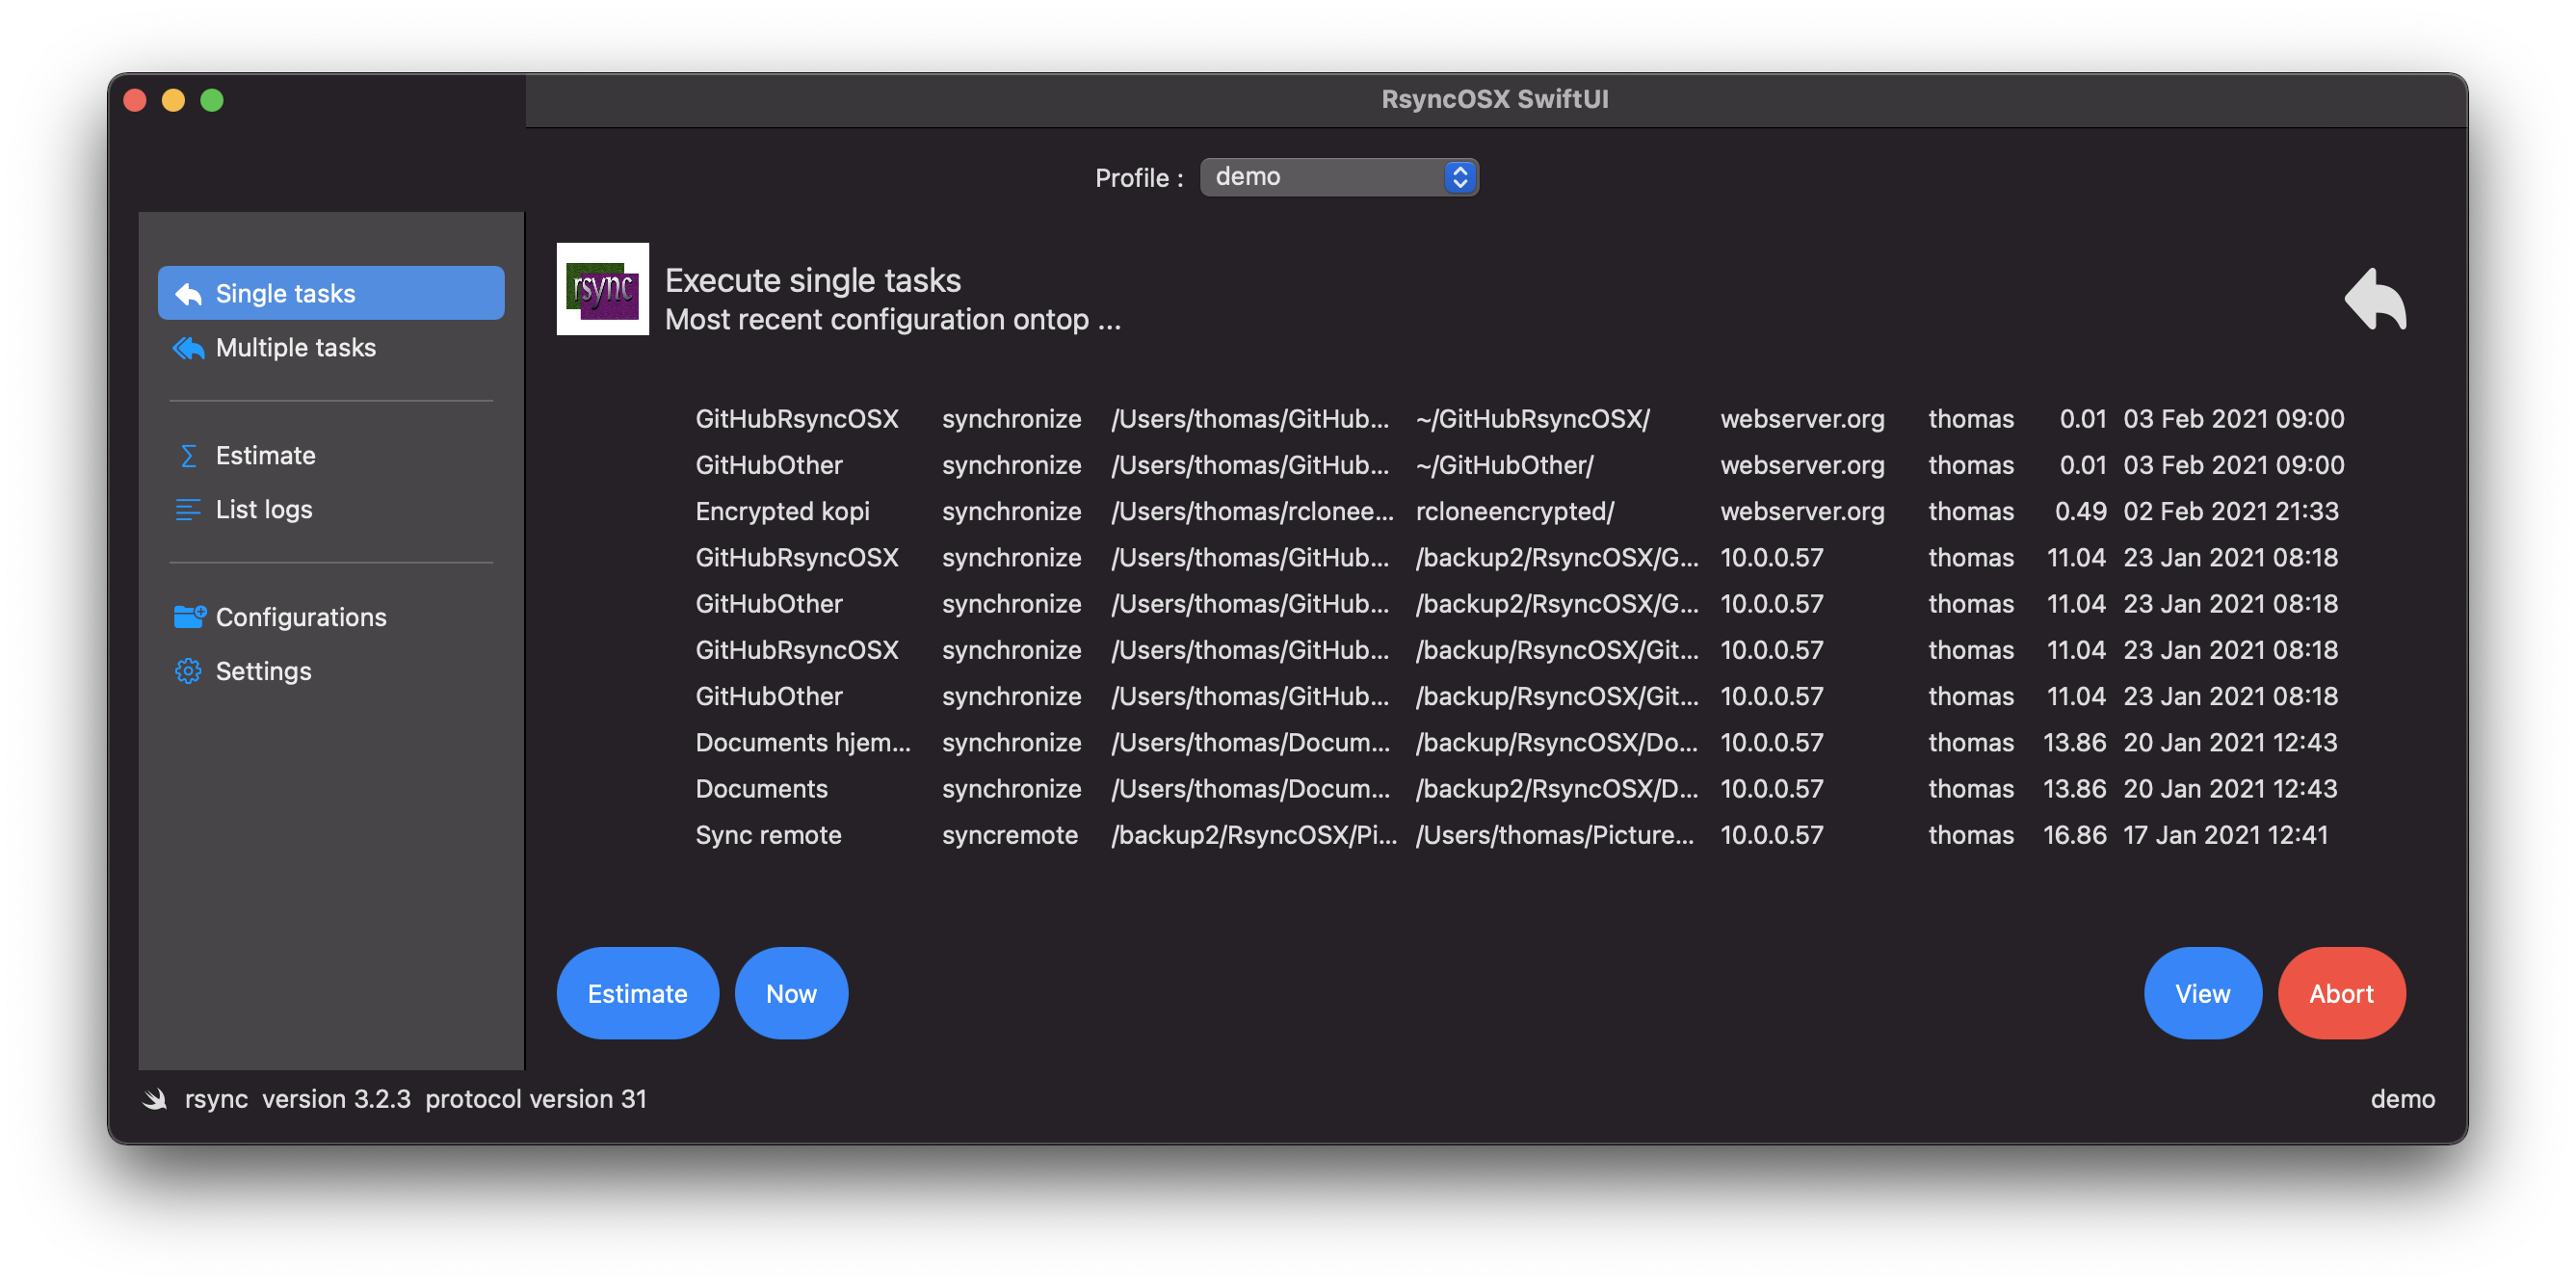 RsyncOSX SwiftUI
Profile : demo
Single tasks
Multiple tasks
Estimate
List logs
Configurations
Settings
rsync
Execute single tasks
Most recent configuration ontop ...
GitHubRsyncOSX synchronize /Users/thomas/GitHub... ~/GitHubRsyncOSX/ webserver.org thomas 0.01 03 Feb 2021 09:00
GitHubOther synchronize /Users/thomas/GitHub... ~/GitHubOther/ webserver.org thomas 0.01 03 Feb 2021 09:00
Encrypted kopi synchronize /Users/thomas/rclonee... rcloneencrypted/ webserver.org thomas 0.49 02 Feb 2021 21:33
GitHubRsyncOSX synchronize /Users/thomas/GitHub... /backup2/RsyncOSX/G... 10.0.0.57 thomas 11.04 23 Jan 2021 08:18
GitHubOther synchronize /Users/thomas/GitHub... /backup2/RsyncOSX/G... 10.0.0.57 thomas 11.04 23 Jan 2021 08:18
GitHubRsyncOSX synchronize /Users/thomas/GitHub... /backup/RsyncOSX/Git... 10.0.0.57 thomas 11.04 23 Jan 2021 08:18
GitHubOther synchronize /Users/thomas/GitHub... /backup/RsyncOSX/Git... 10.0.0.57 thomas 11.04 23 Jan 2021 08:18
Documents hjem... synchronize /Users/thomas/Docum... /backup/RsyncOSX/Do... 10.0.0.57 thomas 13.86 20 Jan 2021 12:43
Documents synchronize /Users/thomas/Docum... /backup2/RsyncOSX/D... 10.0.0.57 thomas 13.86 20 Jan 2021 12:43
Sync remote syncremote /backup2/RsyncOSX/Pi... /Users/thomas/Picture... 10.0.0.57 thomas 16.86 17 Jan 2021 12:41
Estimate Now View Abort
rsync version 3.2.3 protocol version 31 demo